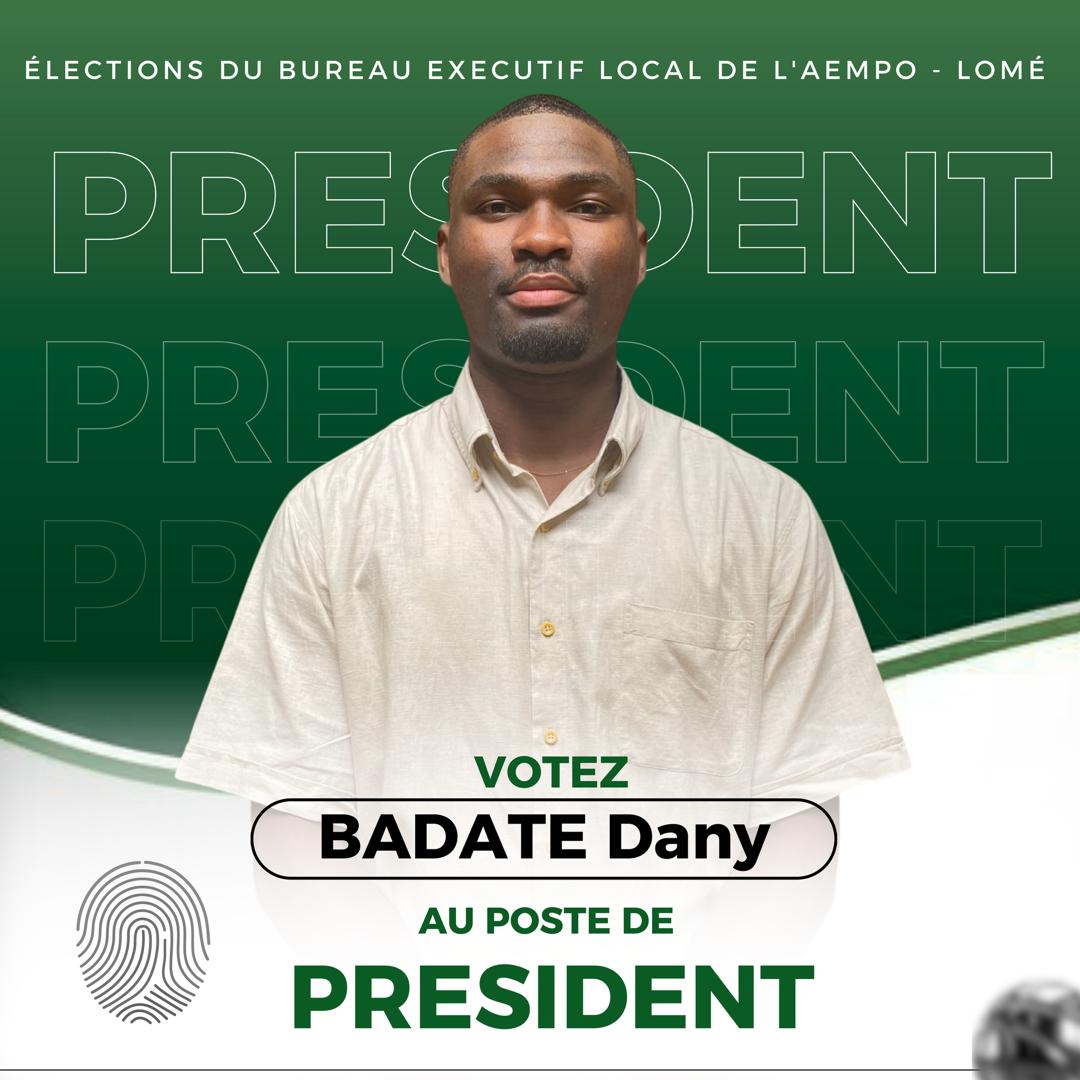 ÉLECTIONS DU BUREAU EXECUTIF LOCAL DE L'AEMPO - LOMÉ
PRESIDENT
PRESIDENT
PRESIDENT
VOTEZ
BADATE Dany
AU POSTE DE
PRESIDENT